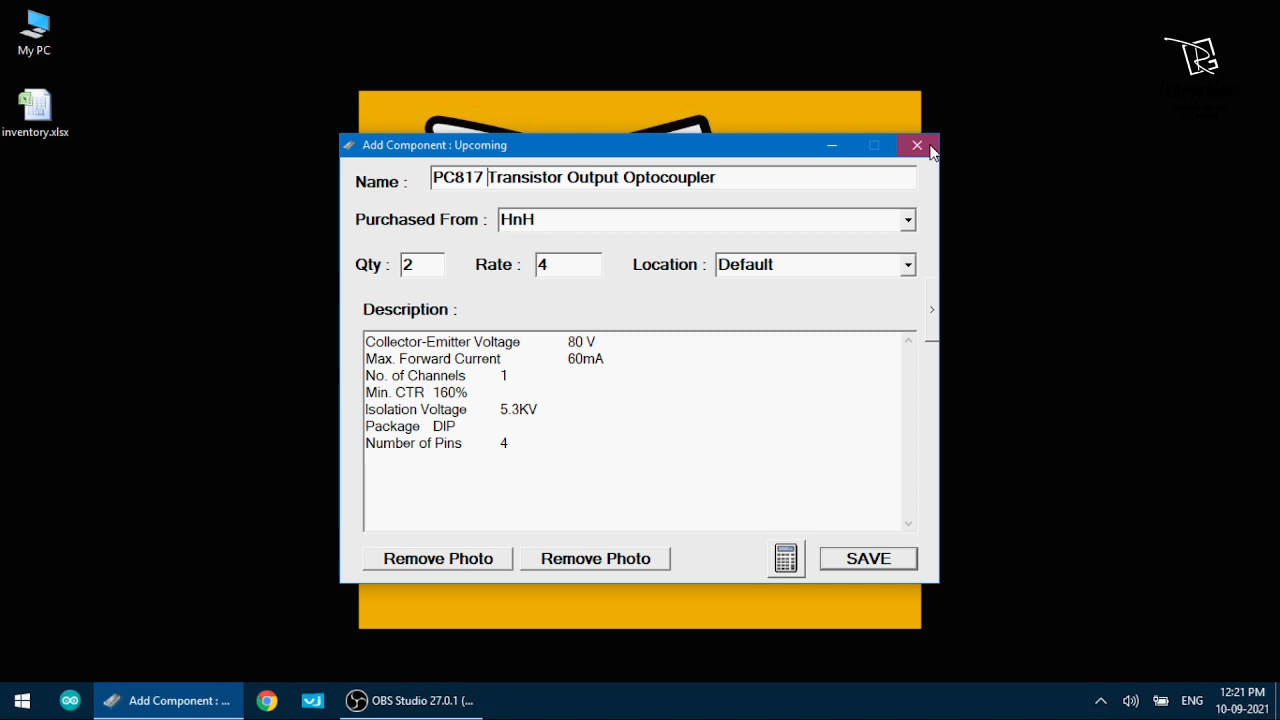 My PC
inventory.xlsx
Add Component : Upcoming
Name :
PC817 Transistor Output Optocoupler
Purchased From :
HnH
Qty :
2
Rate :
4
Location :
Default
Description :
Collector-Emitter Voltage 80 V
Max. Forward Current 60mA
No. of Channels 1
Min. CTR 160%
Isolation Voltage 5.3KV
Package DIP
Number of Pins 4
Remove Photo
Remove Photo
SAVE
Add Component : ...
OBS Studio 27.0.1 (...
ENG
12:21 PM
10-09-2021